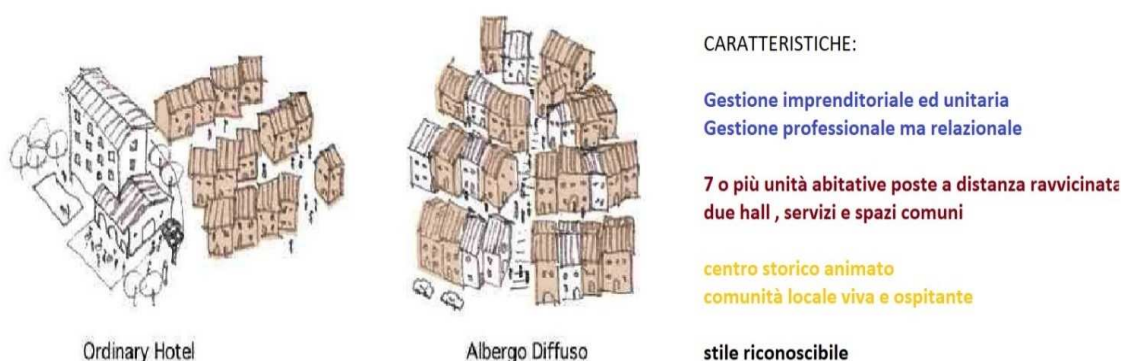 Ordinary Hotel
Albergo Diffuso
CARATTERISTICHE:
Gestione imprenditoriale ed unitaria
Gestione professionale ma relazionale
7 o più unità abitative poste a distanza ravvicinata
due hall , servizi e spazi comuni
centro storico animato
comunità locale viva e ospitante
stile riconoscibile